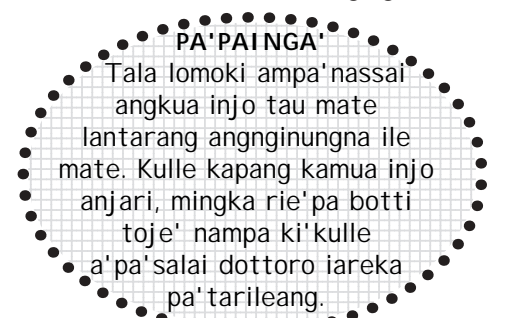 PA'PAINGA'
Tala lomoki ampa'nassai
angkua injo tau mate
lantarang angnginungna ile
mate. Kulle kapang kamua injo
anjari, mingka rie'pa botti
toje' nampa ki'kulle
a'pa'salai dottoro iareka
pa'tarileang.